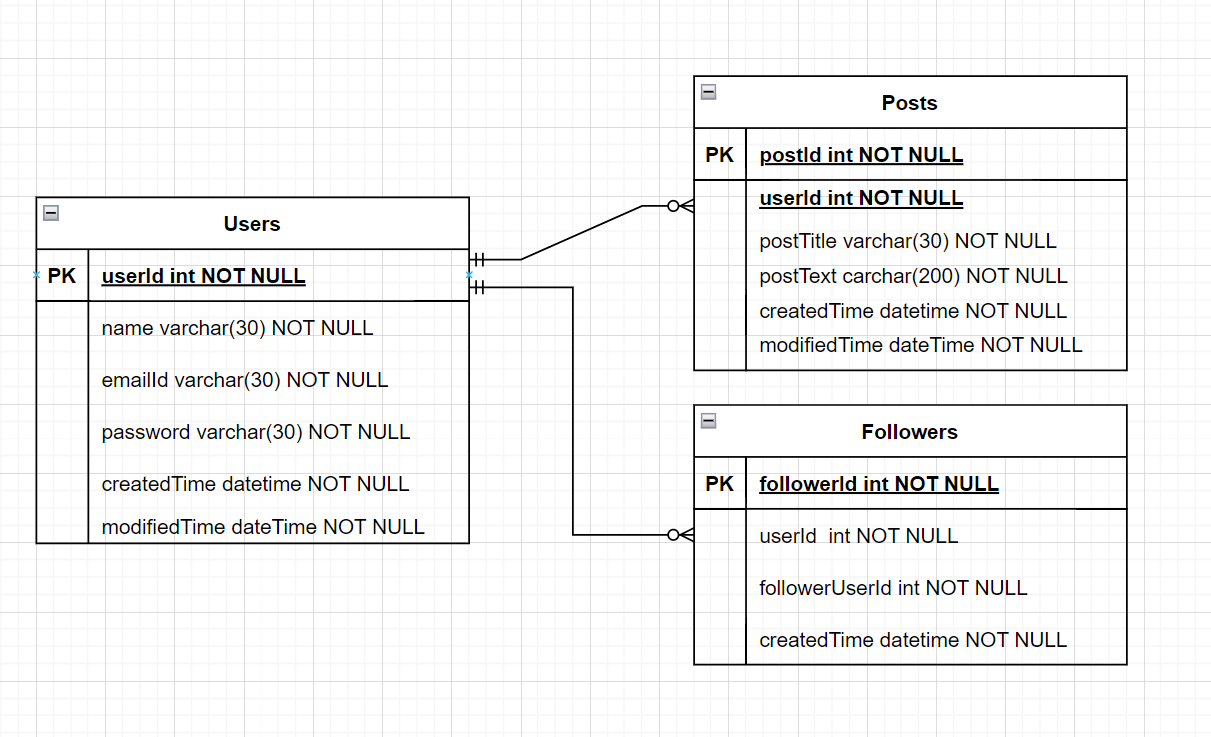 Users
PK userId int NOT NULL
name varchar(30) NOT NULL
emailId varchar(30) NOT NULL
password varchar(30) NOT NULL
createdTime datetime NOT NULL
modifiedTime dateTime NOT NULL
Posts
PK postId int NOT NULL
userId int NOT NULL
postTitle varchar(30) NOT NULL
postText carchar(200) NOT NULL
createdTime datetime NOT NULL
modifiedTime dateTime NOT NULL
Followers
PK followerId int NOT NULL
userId  int NOT NULL
followerUserId int NOT NULL
createdTime datetime NOT NULL